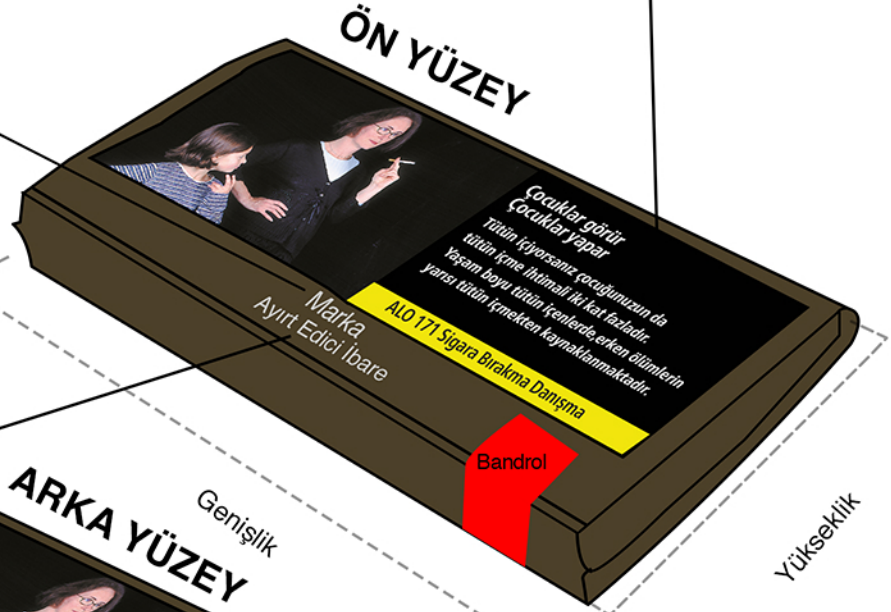 ÖN YÜZEY
Çocuklar görür
Çocuklar yapar
Tütün içiyorsanız çocuğunuzun da
tütün içme ihtimali iki kat fazladır.
Yaşam boyu tütün içenlerde,erken ölümlerin
yarısı tütün içmekten kaynaklanmaktadır.
ALO 171 Sigara Bırakma Danışma
Marka
Ayırt Edici İbare
Bandrol
Genişlik
Yükseklik
ARKA YÜZEY